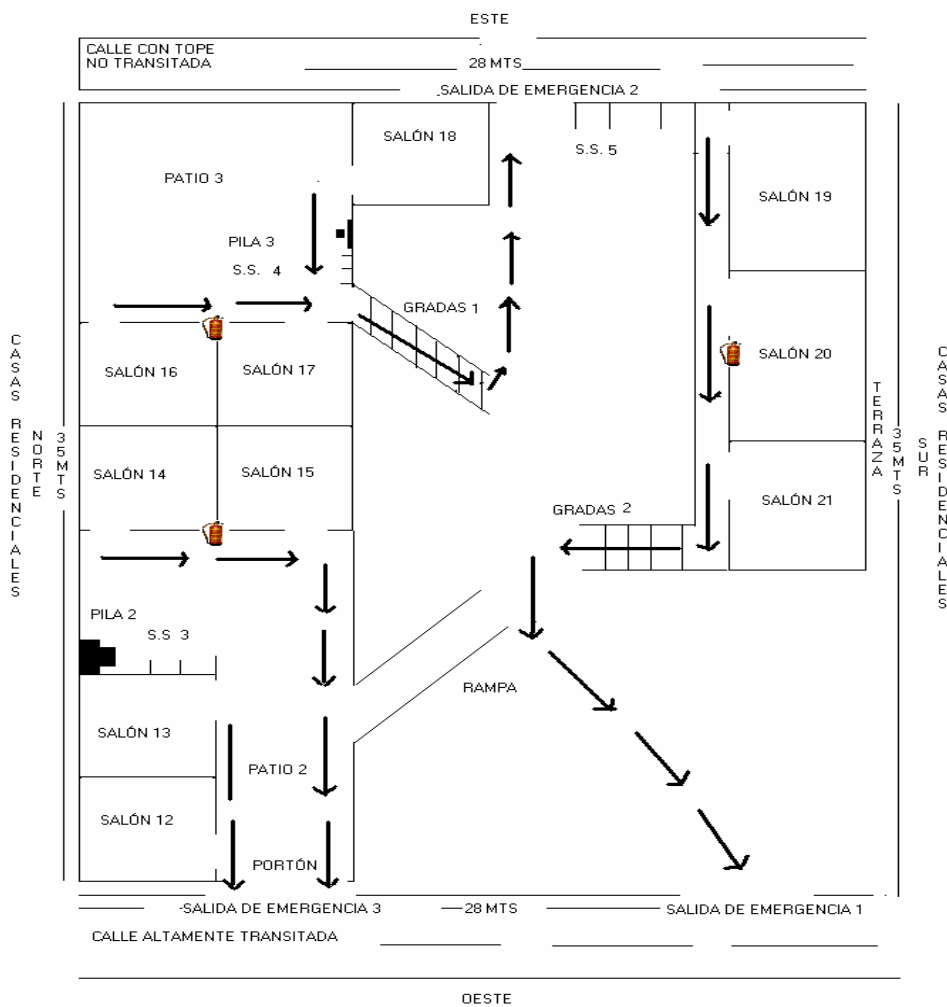 ESTE
CALLE CON TOPE
NO TRANSITADA
28 MTS
SALIDA DE EMERGENCIA 2
SALÓN 18
S.S. 5
PATIO 3
SALÓN 19
PILA 3
S.S. 4
GRADAS 1
SALÓN 16
SALÓN 17
SALÓN 20
CASAS RESIDENCIALES
NORTE
35MTS
TERRAZA
35MTS
SUR
CASAS RESIDENCIALES
SALÓN 14
SALÓN 15
SALÓN 21
GRADAS 2
PILA 2
S.S 3
RAMPA
SALÓN 13
PATIO 2
SALÓN 12
PORTÓN
-SALIDA DE EMERGENCIA 3
28 MTS
SALIDA DE EMERGENCIA 1
CALLE ALTAMENTE TRANSITADA
OESTE